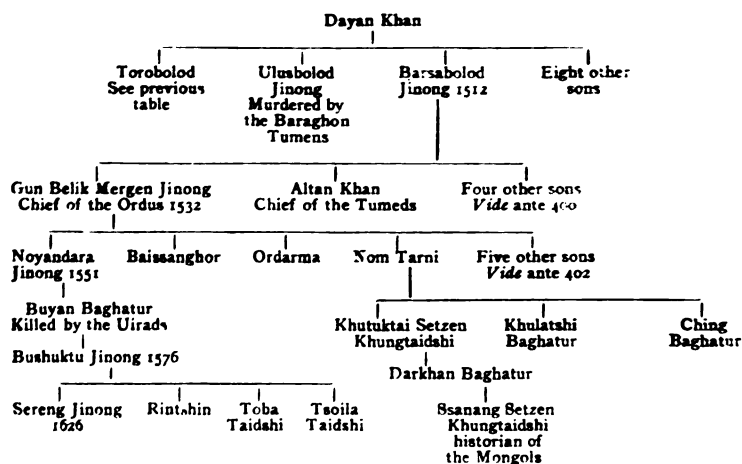 Dayan Khan
Torobolod
See previous
table
Ulusbolod
Jinong
Murdered by
the Baraghon
Tumens
Barsabolod
Jinong 1512
Eight other
sons
Gun Belik Mergen Jinong
Chief of the Ordus 1532
Altan Khan
Chief of the Tumeds
Four other sons
Vide ante
Noyandara
Jinong 1551
Baissanghor
Ordarma
Nom Tarni
Five other sons
Vide ante 402
Buyan Baghatur
Killed by the Uirads
Bushuktu Jinong 1576
Khutuktai Setzen
Khungtaidshi
Khulatshi
Baghatur
Ching
Baghatur
Darkhan Baghatur
Sereng Jinong
1626
Toba
Taidshi
Tsoila
Taidshi
Ssanang Setzen
Khungtaidshi
historian of
the Mongols